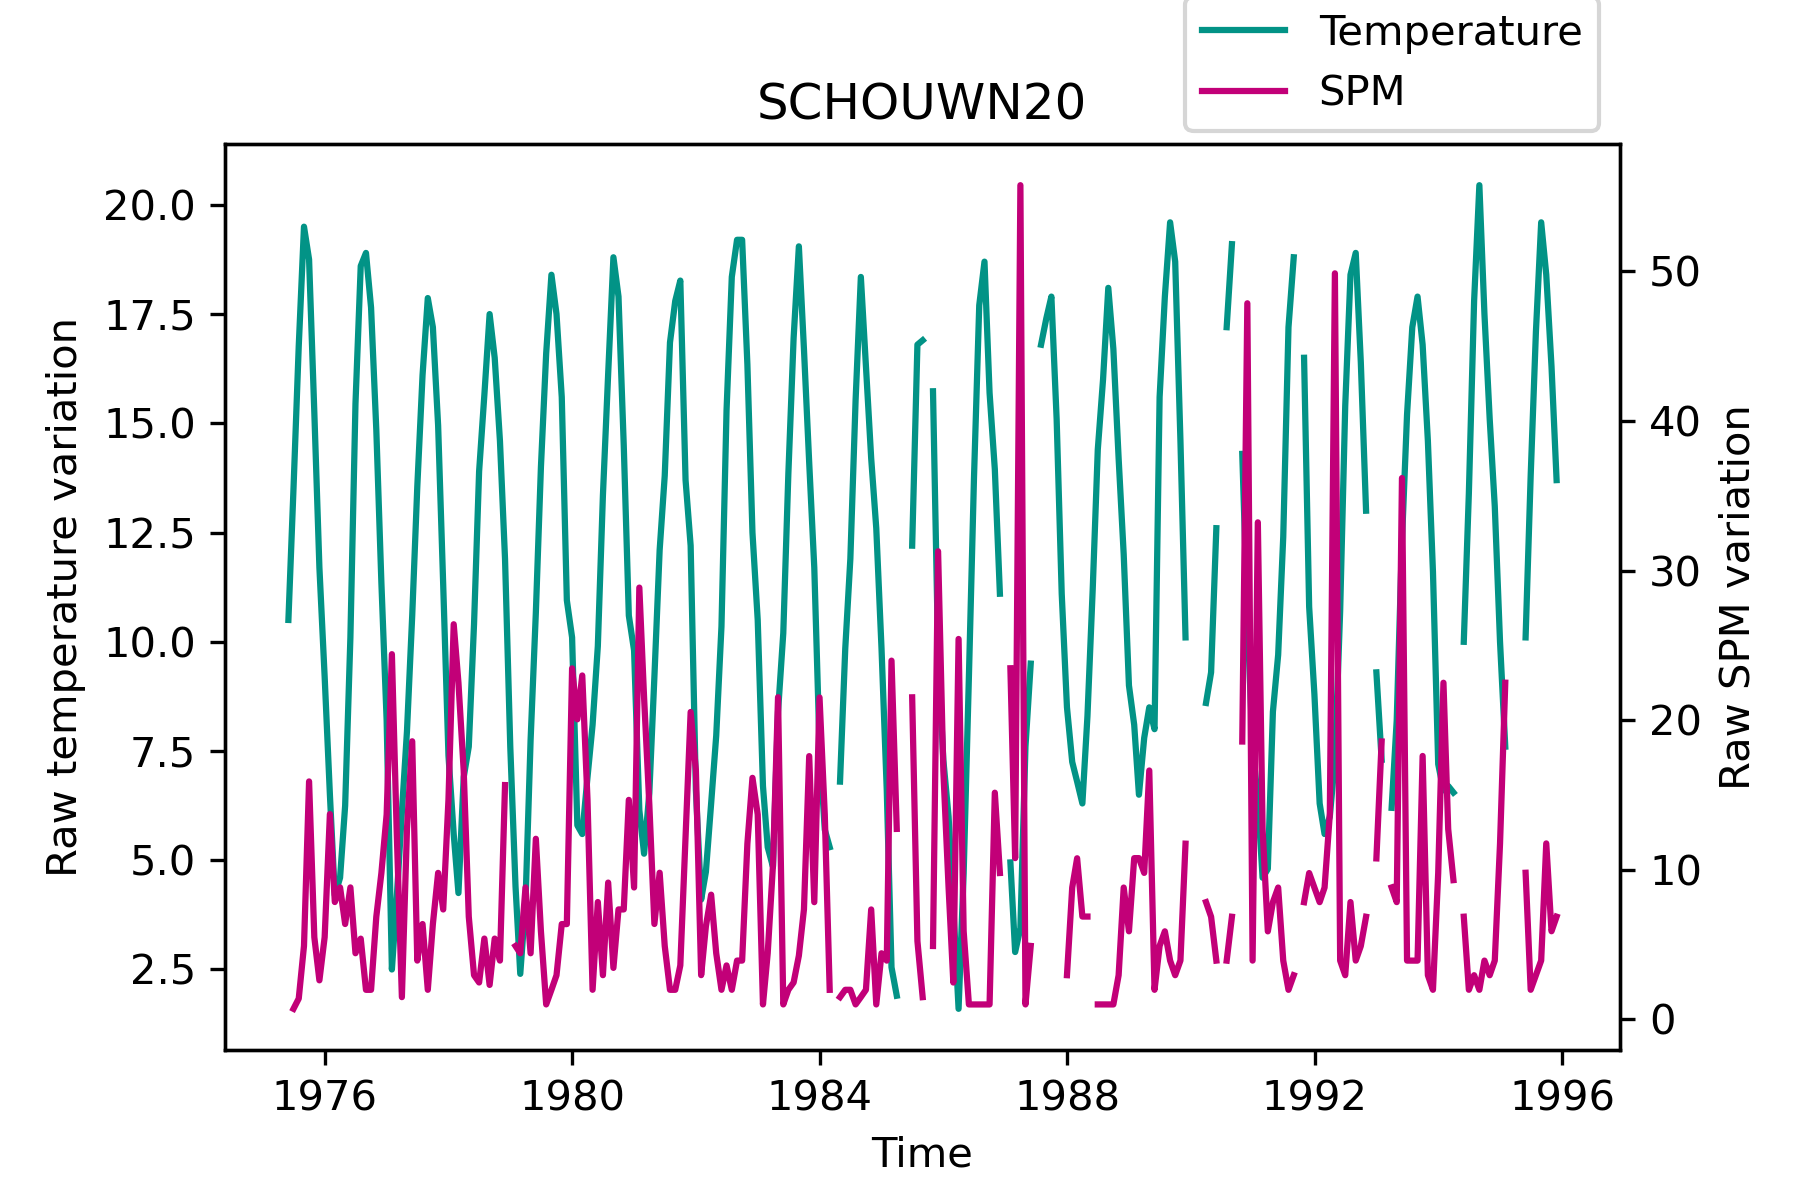 Temperature
SPM
SCHOUWN20
20.0
17.5
15.0
12.5
10.0
7.5
5.0
2.5
Raw temperature variation
50
40
30
20
10
0
Raw SPM variation
1976 1980 1984 1988 1992 1996
Time